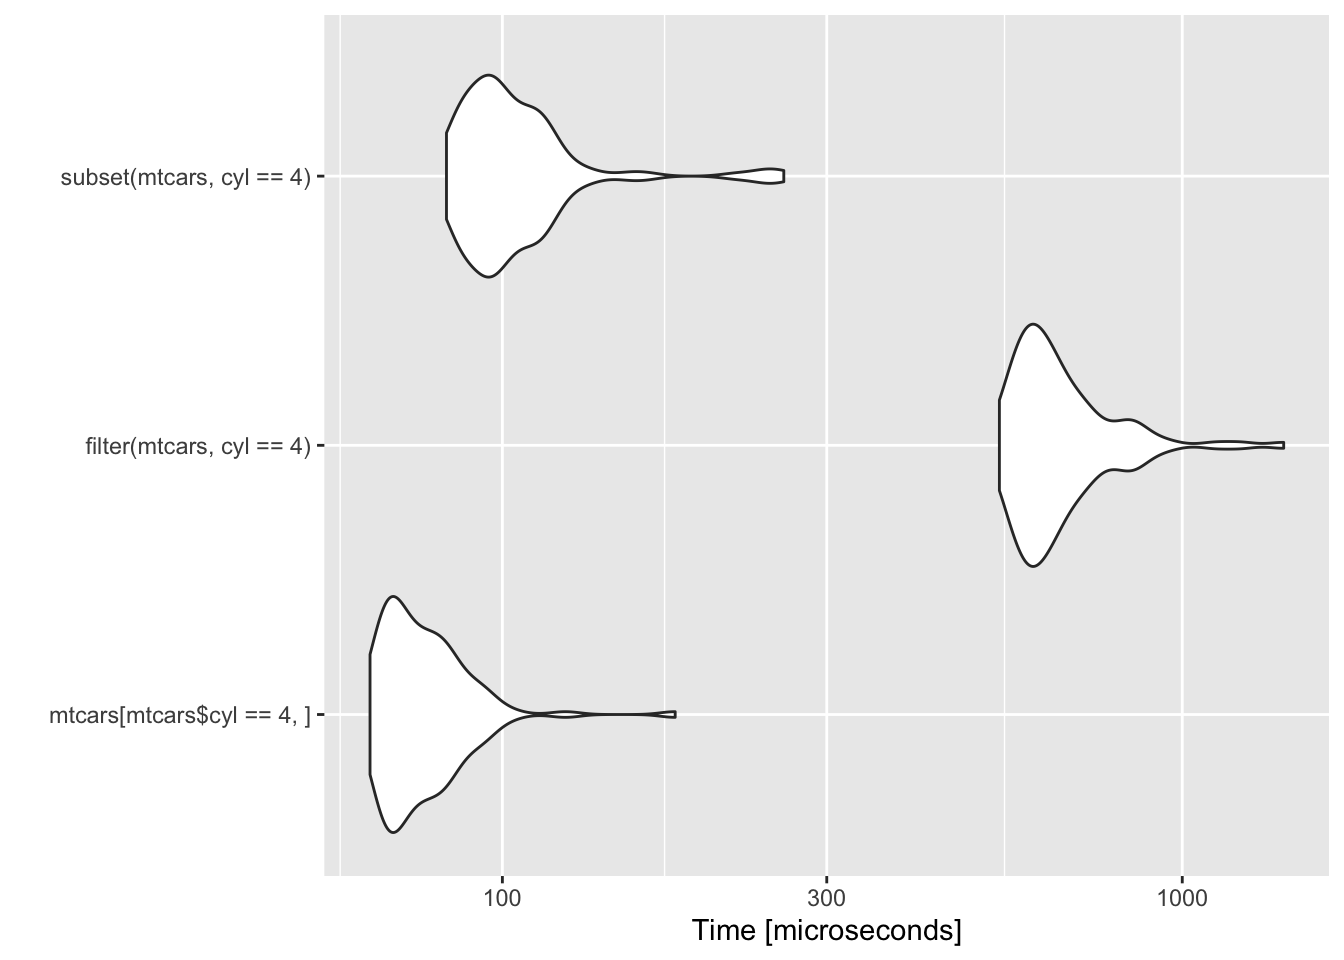 subset(mtcars, cyl == 4)
filter(mtcars, cyl == 4)
mtcars[mtcars$cyl == 4, ]
100 300 1000
Time [microseconds]